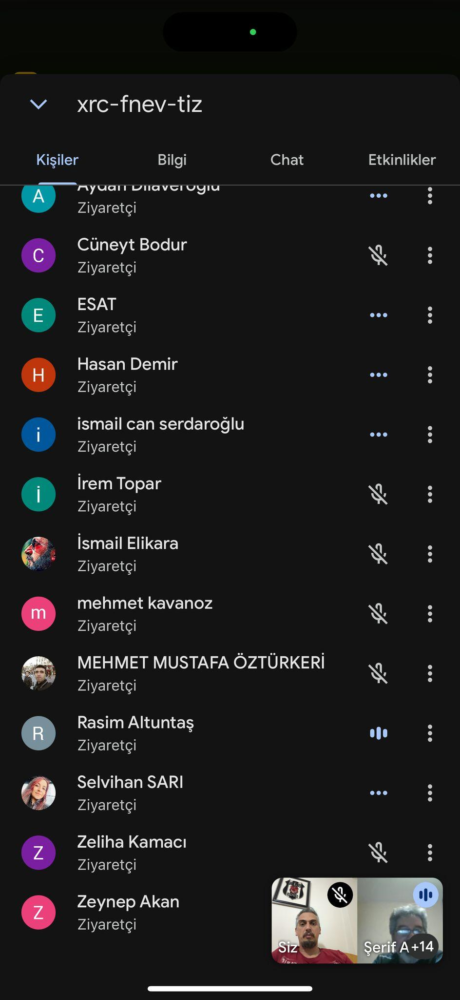 xrc-fnev-tiz
Kişiler
Bilgi
Chat
Etkinlikler
A
Aydan Dilaveroğlu
Ziyaretçi
C
Cüneyt Bodur
Ziyaretçi
E
ESAT
Ziyaretçi
H
Hasan Demir
Ziyaretçi
i
ismail can serdaroğlu
Ziyaretçi
İ
İrem Topar
Ziyaretçi
İsmail Elikara
Ziyaretçi
m
mehmet kavanoz
Ziyaretçi
MEHMET MUSTAFA ÖZTÜRKERİ
Ziyaretçi
R
Rasim Altuntaş
Ziyaretçi
Selvihan SARI
Ziyaretçi
Z
Zeliha Kamacı
Ziyaretçi
Z
Zeynep Akan
Ziyaretçi
Siz
Şerif A
+14